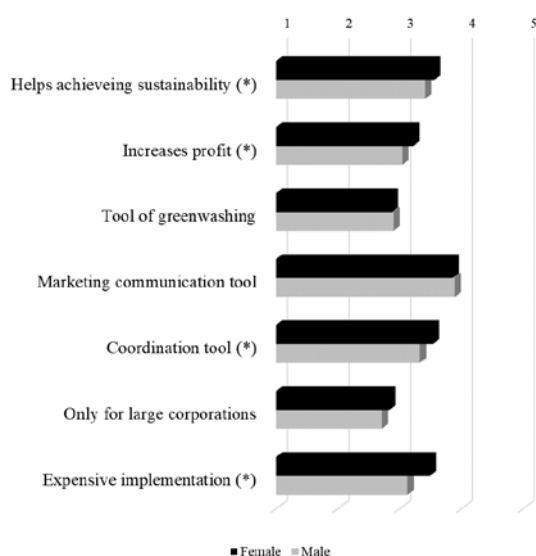 1 2 3 4 5
Helps achieveing sustainability (*)
Increases profit (*)
Tool of greenwashing
Marketing communication tool
Coordination tool (*)
Only for large corporations
Expensive implementation (*)
Female Male